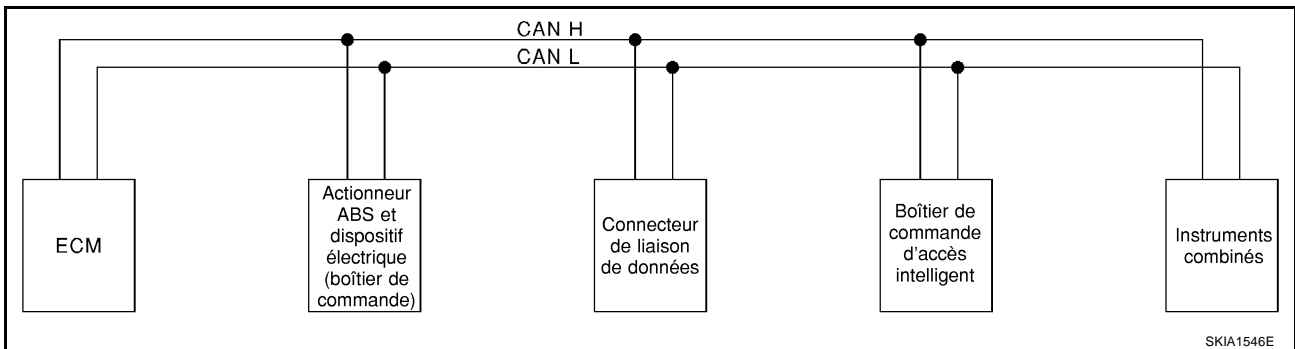 CAN H
CAN L
ECM
Actionneur
ABS et
dispositif
électrique
(boîtier de
commande)
Connecteur
de liaison
de données
Boîtier de
commande
d'accès
intelligent
Instruments
combinés
SKIA1546E